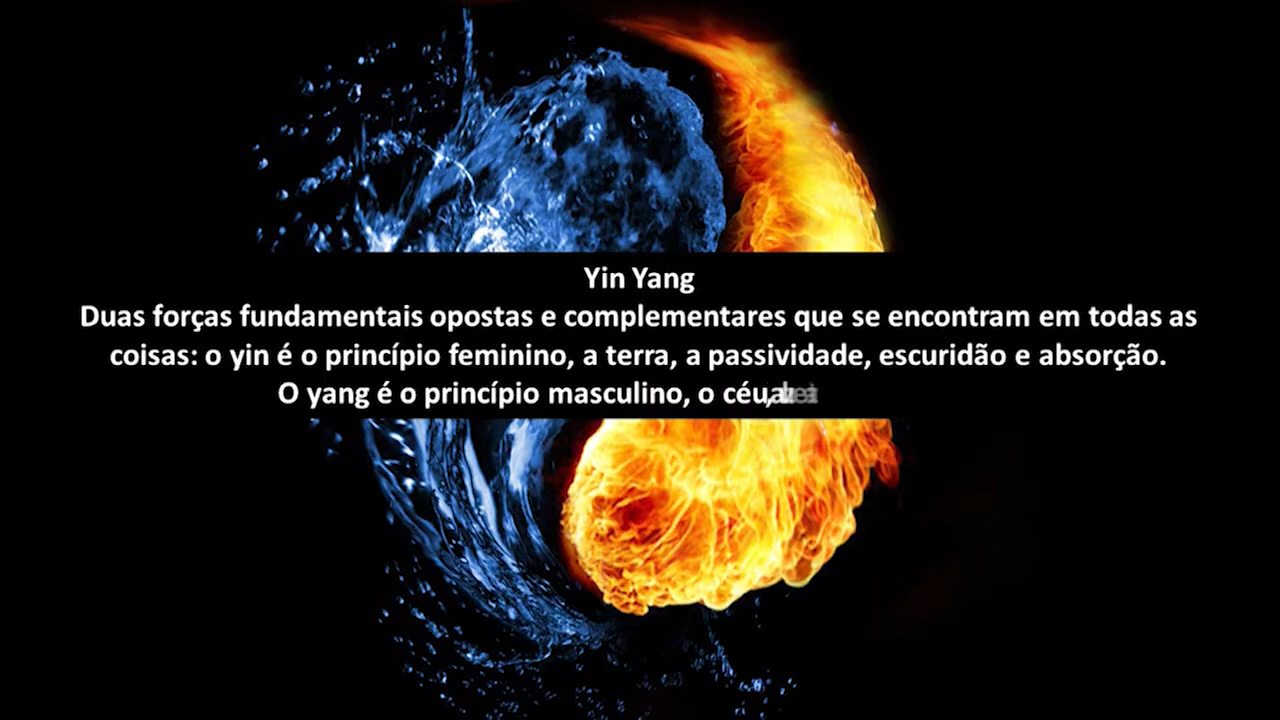 Yin Yang
Duas forças fundamentais opostas e complementares que se encontram em todas as
coisas: o yin é o princípio feminino, a terra, a passividade, escuridão e absorção.
O yang é o princípio masculino, o céu,